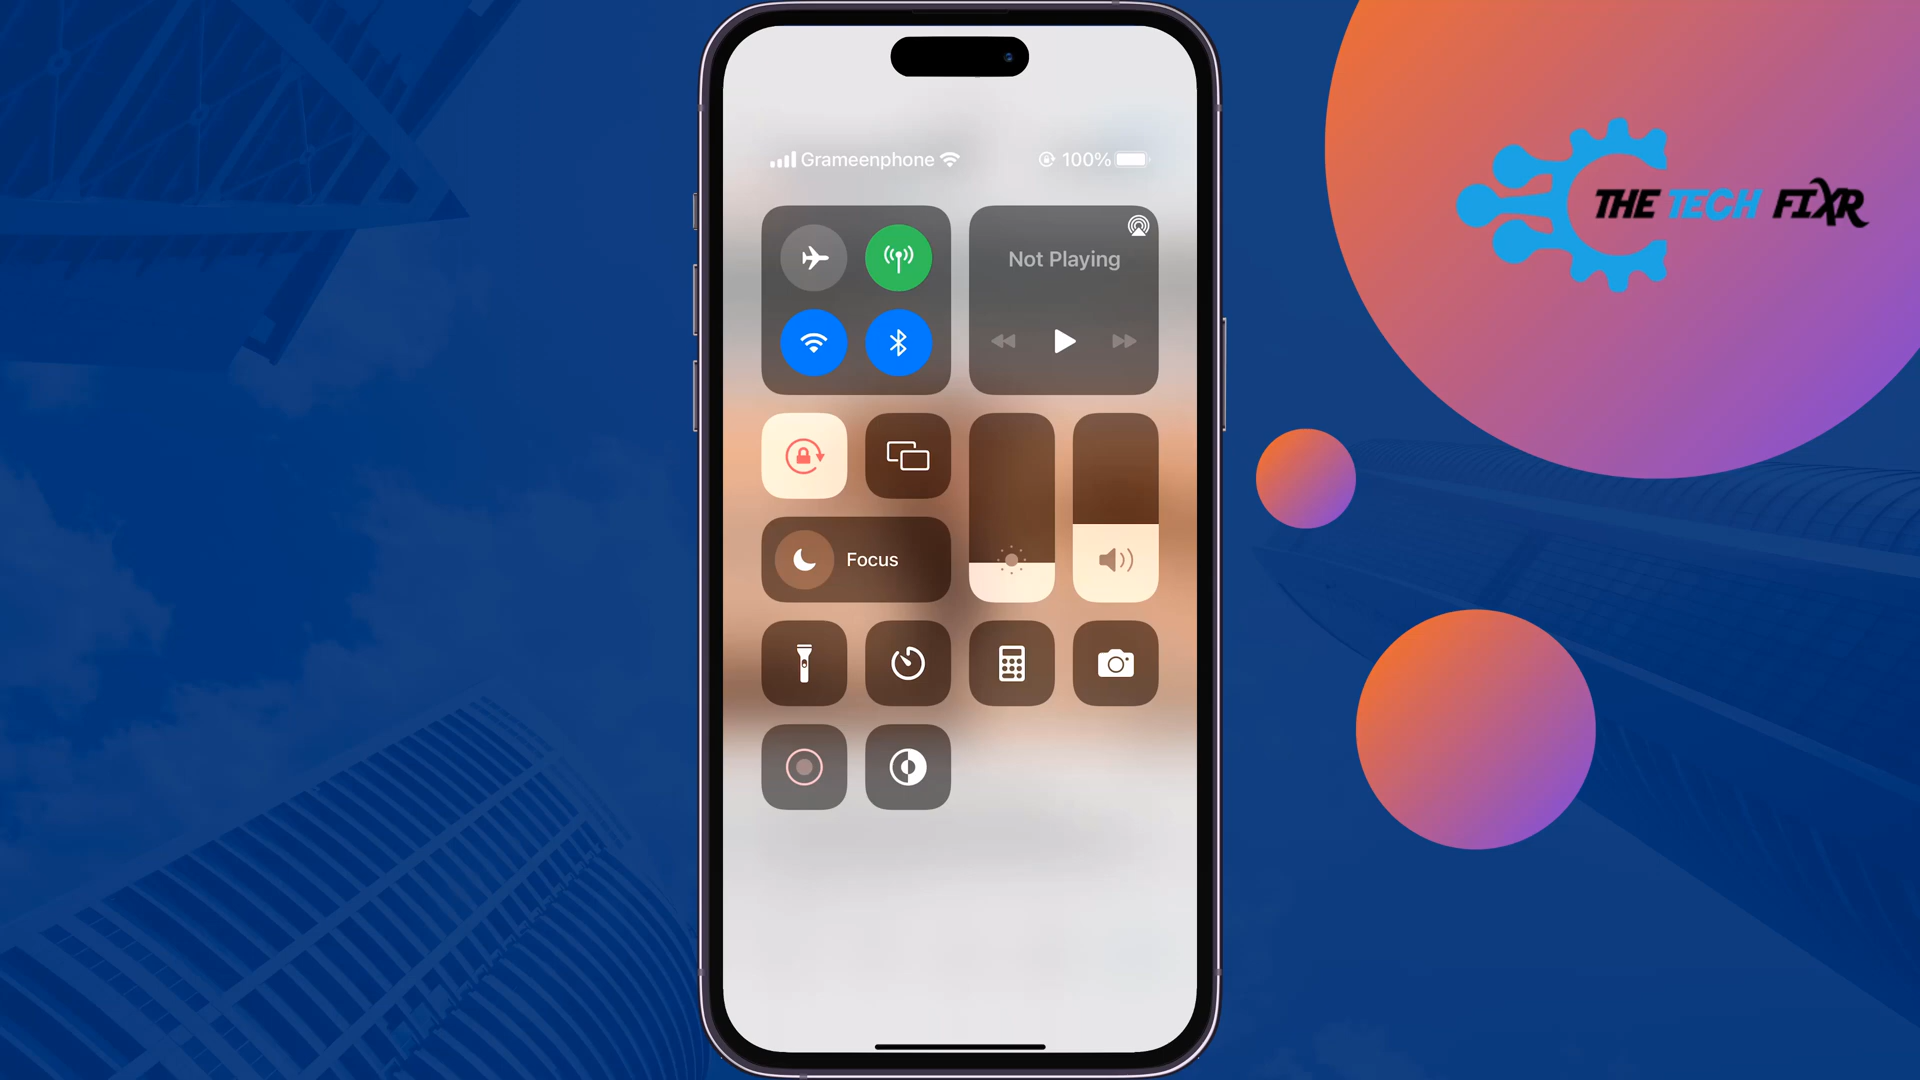 Grameenphone
100%
THE TECH FIXR
Not Playing
Focus